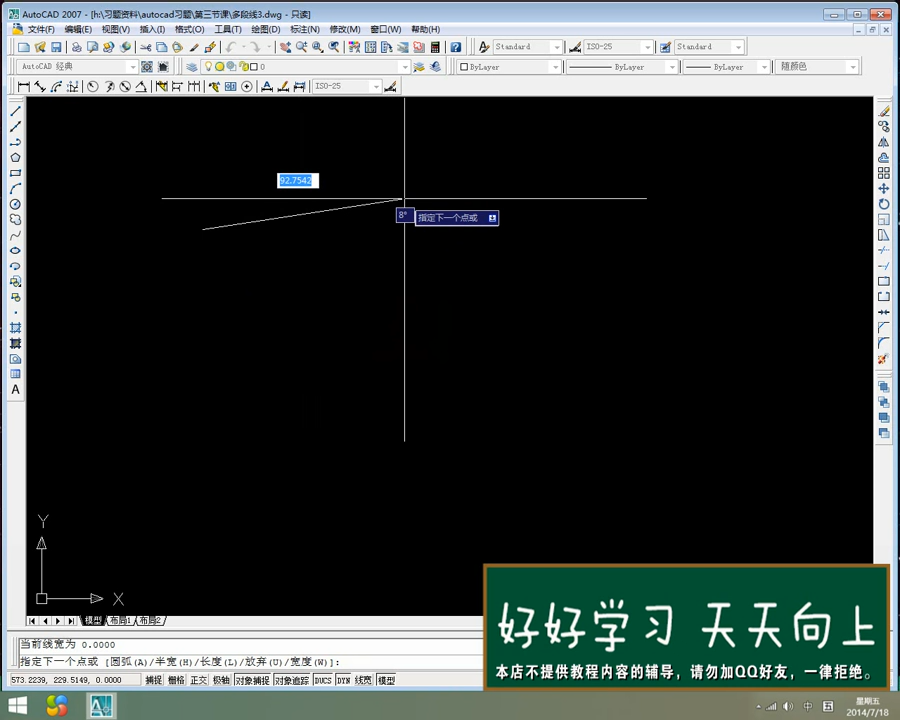 AutoCAD 2007 - [h:\习题资料\autocad习题\第三节课\多段线3.dwg - 只读]
文件(F) 编辑(E) 视图(V) 插入(I) 格式(O) 工具(T) 绘图(D) 标注(N) 修改(M) 窗口(W) 帮助(H)
Standard ISO-25 Standard
AutoCAD 经典 0 ByLayer ByLayer ByLayer 随颜色
ISO-25
92.7542
8° 指定下一个点或
A
Y
X
模型 布局1 布局2
当前线宽为 0.0000
指定下一个点或 [圆弧(A)/半宽(H)/长度(L)/放弃(U)/宽度(W)]:
573.2239, 229.5149, 0.0000 捕捉 栅格 正交 极轴 对象捕捉 对象追踪 DUCS DYN 线宽 模型
好好学习 天天向上
本店不提供教程内容的辅导，请勿加QQ好友，一律拒绝。
中 五
星期五
2014/7/18